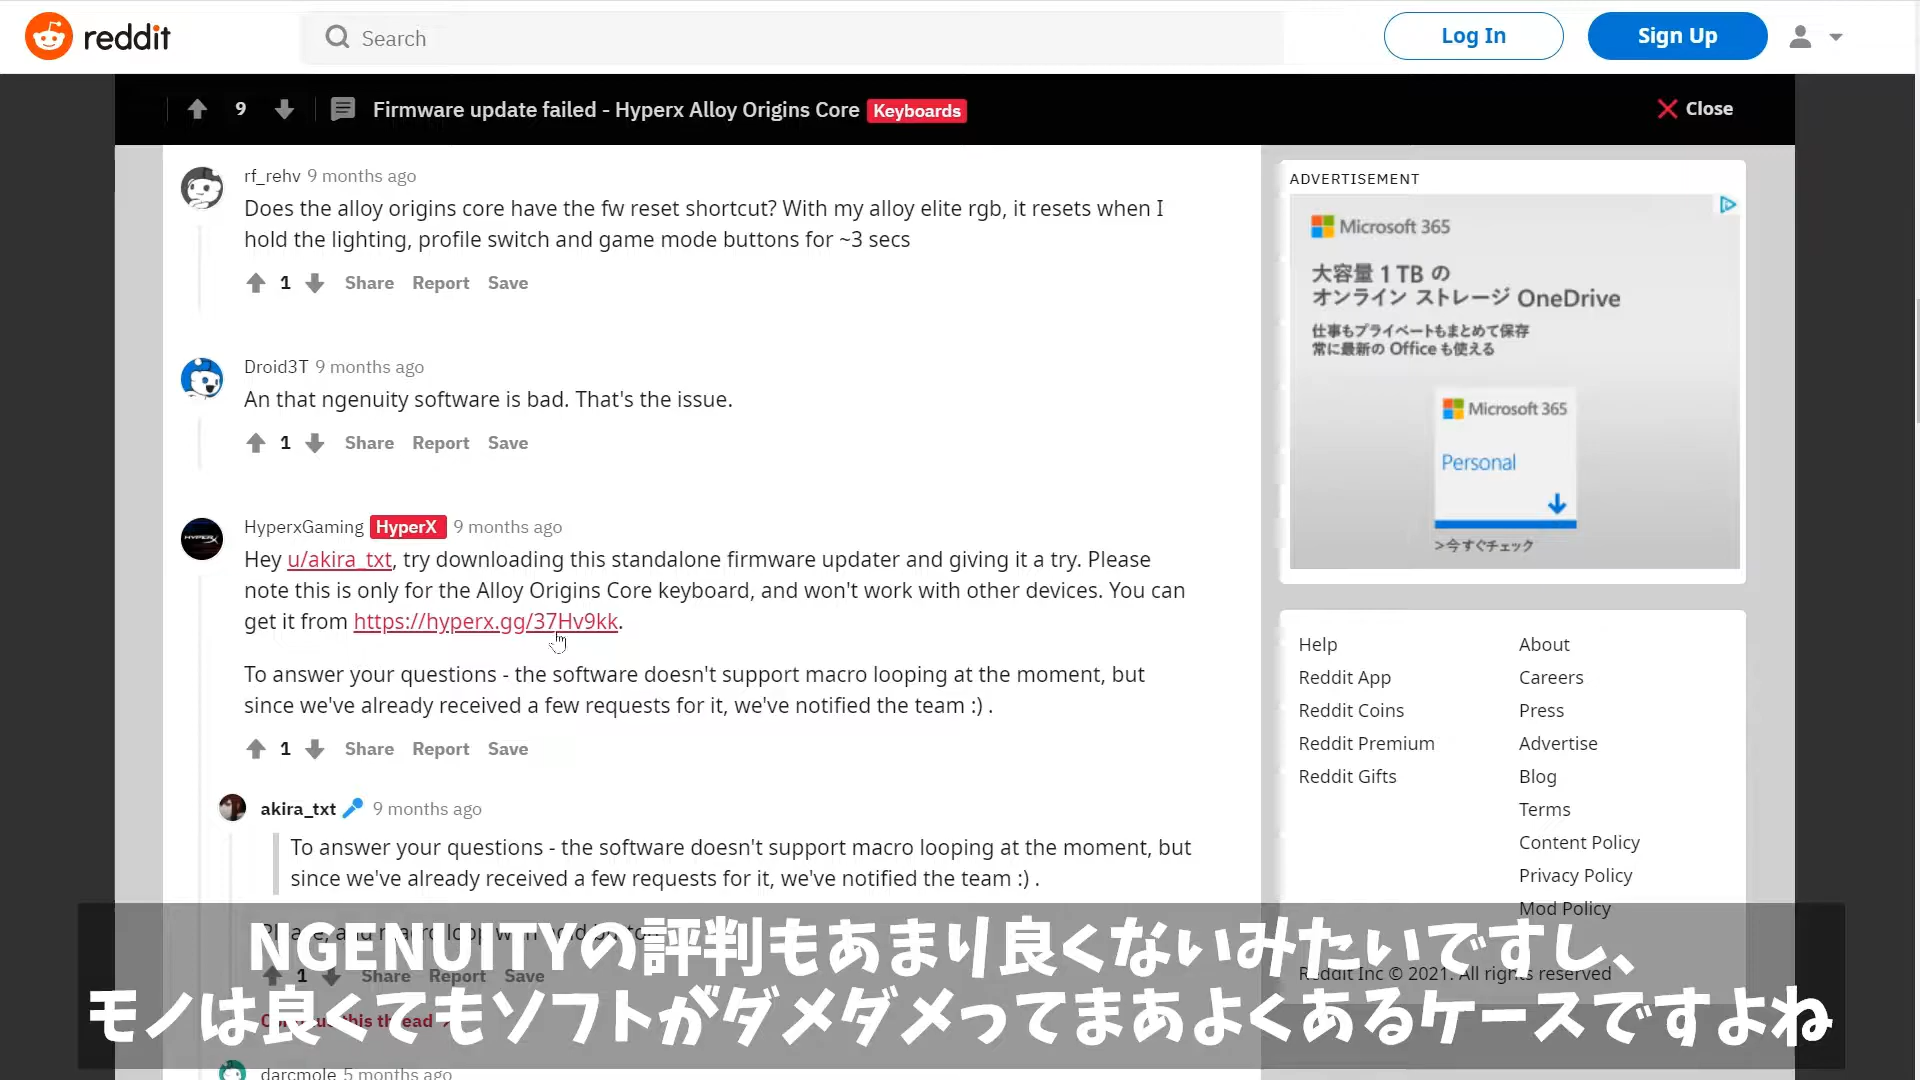 reddit
Search
Log In
Sign Up
9
Firmware update failed - Hyperx Alloy Origins Core Keyboards
Close
rf_rehv 9 months ago
Does the alloy origins core have the fw reset shortcut? With my alloy elite rgb, it resets when I
hold the lighting, profile switch and game mode buttons for ~3 secs
1 Share Report Save
Droid3T 9 months ago
An that ngenuity software is bad. That's the issue.
1 Share Report Save
HyperxGaming HyperX 9 months ago
Hey u/akira_txt, try downloading this standalone firmware updater and giving it a try. Please
note this is only for the Alloy Origins Core keyboard, and won't work with other devices. You can
get it from https://hyperx.gg/37Hv9kk.
To answer your questions - the software doesn't support macro looping at the moment, but
since we've already received a few requests for it, we've notified the team :) .
1 Share Report Save
akira_txt 9 months ago
To answer your questions - the software doesn't support macro looping at the moment, but
since we've already received a few requests for it, we've notified the team :) .
1 Share Report Save
this thread
darcmole 5 months ago
ADVERTISEMENT
Microsoft 365
大容量 1 TB の
オンライン ストレージ OneDrive
仕事もプライベートもまとめて保存
常に最新の Office も使える
Microsoft 365
Personal
>今すぐチェック
Help
Reddit App
Reddit Coins
Reddit Premium
Reddit Gifts
About
Careers
Press
Advertise
Blog
Terms
Content Policy
Privacy Policy
Mod Policy
Reddit Inc © 2021. All rights reserved
NGENUITYの評判もあまり良くないみたいですし、
モノは良くてもソフトがダメダメってまあよくあるケースですよね